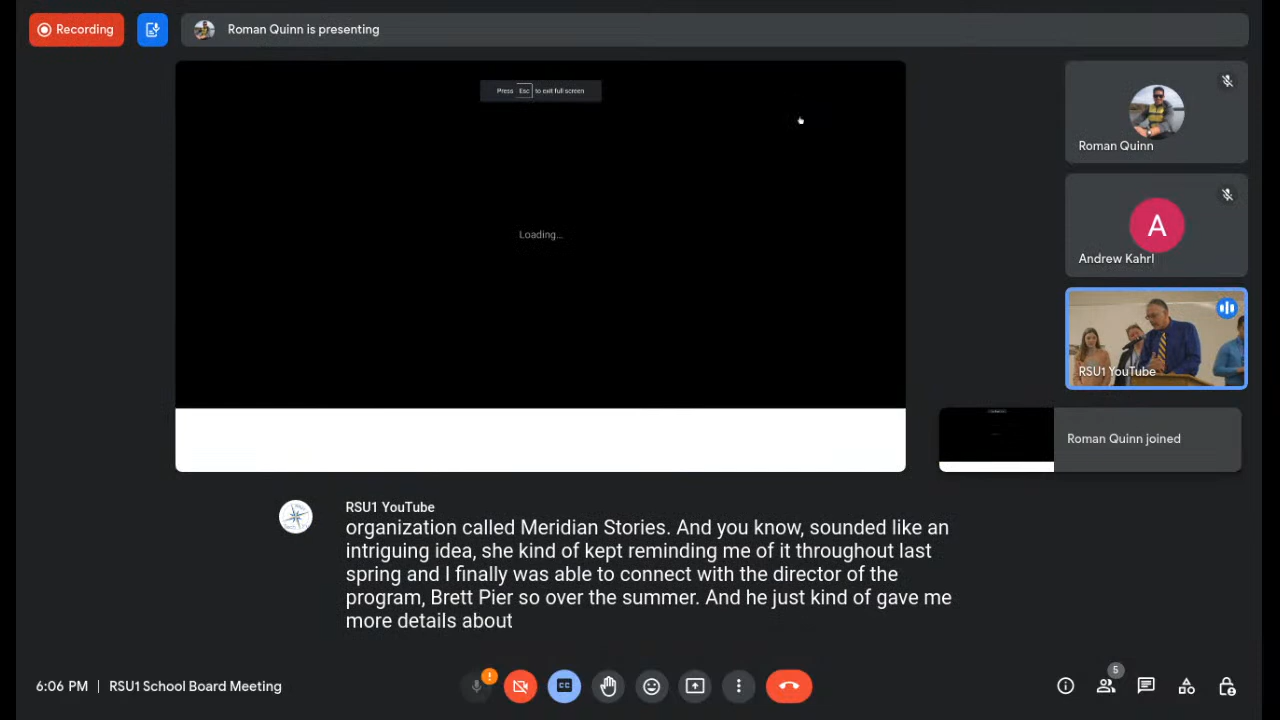 Recording
Roman Quinn is presenting
Press Esc to exit full screen
Loading...
Roman Quinn
A
Andrew Kahrl
RSU1 YouTube
Roman Quinn joined
RSU1 YouTube
organization called Meridian Stories. And you know, sounded like an
intriguing idea, she kind of kept reminding me of it throughout last
spring and I finally was able to connect with the director of the
program, Brett Pier so over the summer. And he just kind of gave me
more details about
CC
5
6:06 PM | RSU1 School Board Meeting